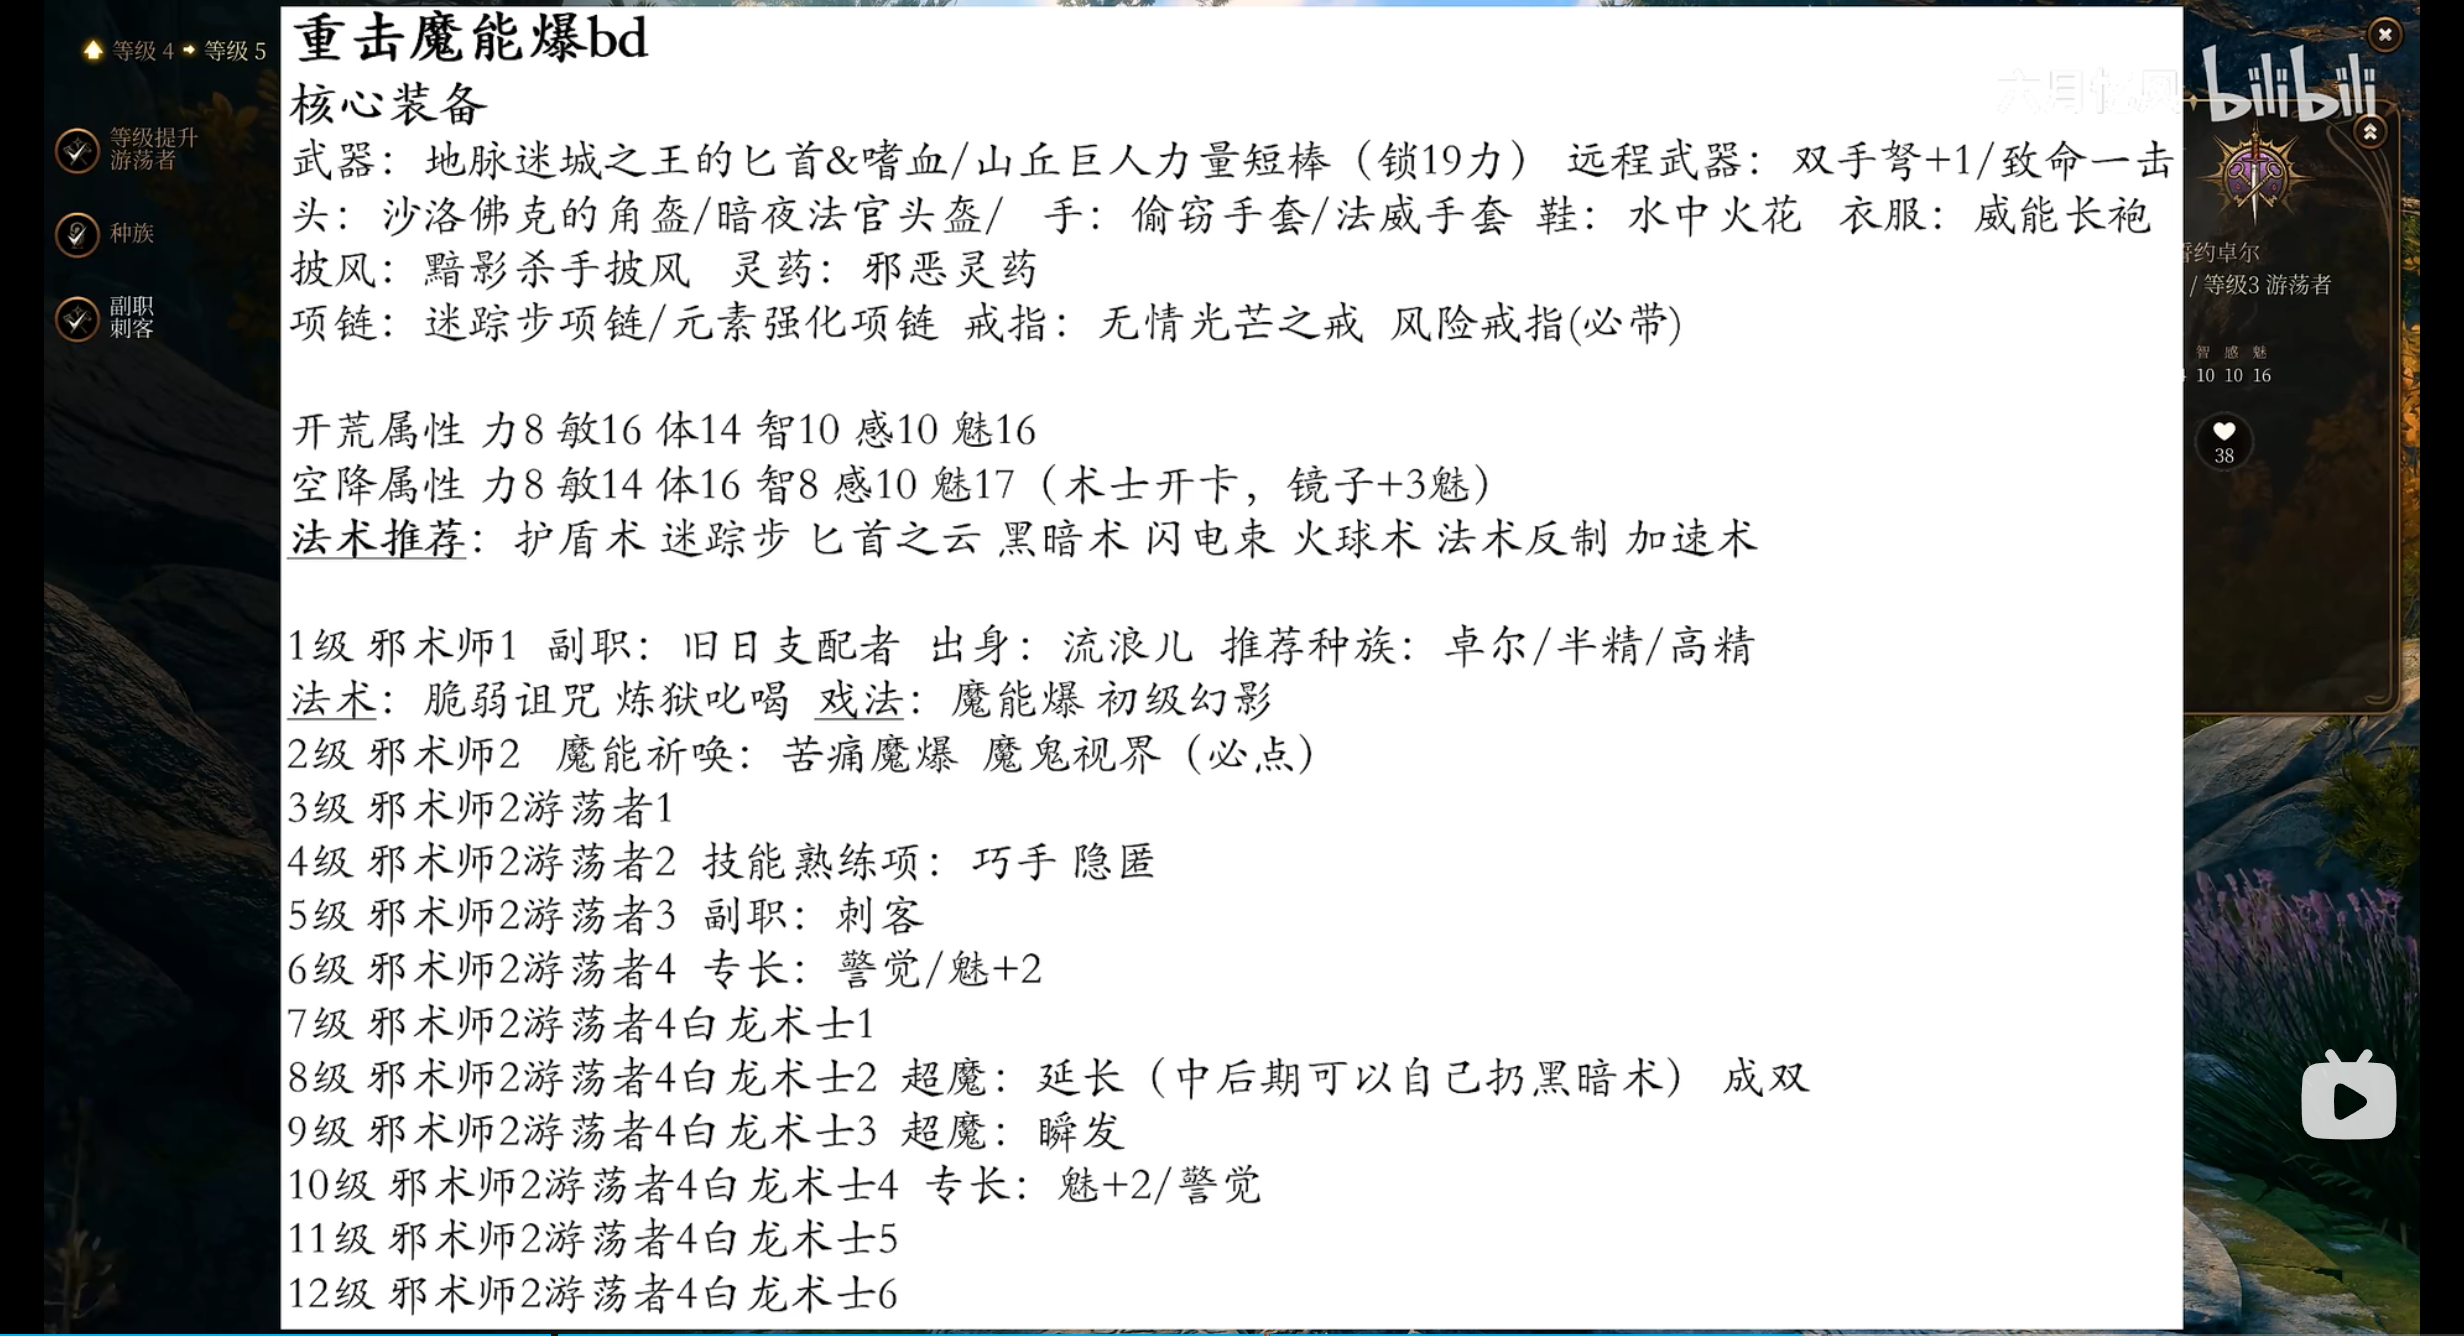 重击魔能爆bd
核心装备
武器：地脉迷城之王的匕首&嗜血/山丘巨人力量短棒（锁19力） 远程武器：双手弩+1/致命一击
头：沙洛佛克的角盔/暗夜法官头盔/ 手：偷窃手套/法威手套 鞋：水中火花 衣服：威能长袍
披风：黯影杀手披风 灵药：邪恶灵药
项链：迷踪步项链/元素强化项链 戒指：无情光芒之戒 风险戒指(必带)
开荒属性 力8 敏16 体14 智10 感10 魅16
空降属性 力8 敏14 体16 智8 感10 魅17（术士开卡，镜子+3魅）
法术推荐：护盾术 迷踪步 匕首之云 黑暗术 闪电束 火球术 法术反制 加速术
1级 邪术师1 副职：旧日支配者 出身：流浪儿 推荐种族：卓尔/半精/高精
法术：脆弱诅咒 炼狱叱喝 戏法：魔能爆 初级幻影
2级 邪术师2 魔能祈唤：苦痛魔爆 魔鬼视界（必点）
3级 邪术师2游荡者1
4级 邪术师2游荡者2 技能熟练项：巧手 隐匿
5级 邪术师2游荡者3 副职：刺客
6级 邪术师2游荡者4 专长：警觉/魅+2
7级 邪术师2游荡者4白龙术士1
8级 邪术师2游荡者4白龙术士2 超魔：延长（中后期可以自己扔黑暗术） 成双
9级 邪术师2游荡者4白龙术士3 超魔：瞬发
10级 邪术师2游荡者4白龙术士4 专长：魅+2/警觉
11级 邪术师2游荡者4白龙术士5
12级 邪术师2游荡者4白龙术士6
等级 4 等级 5
等级提升
游荡者
种族
副职
刺客
bilibili
约卓尔
/ 等级3 游荡者
智 感 魅
10 10 16
38